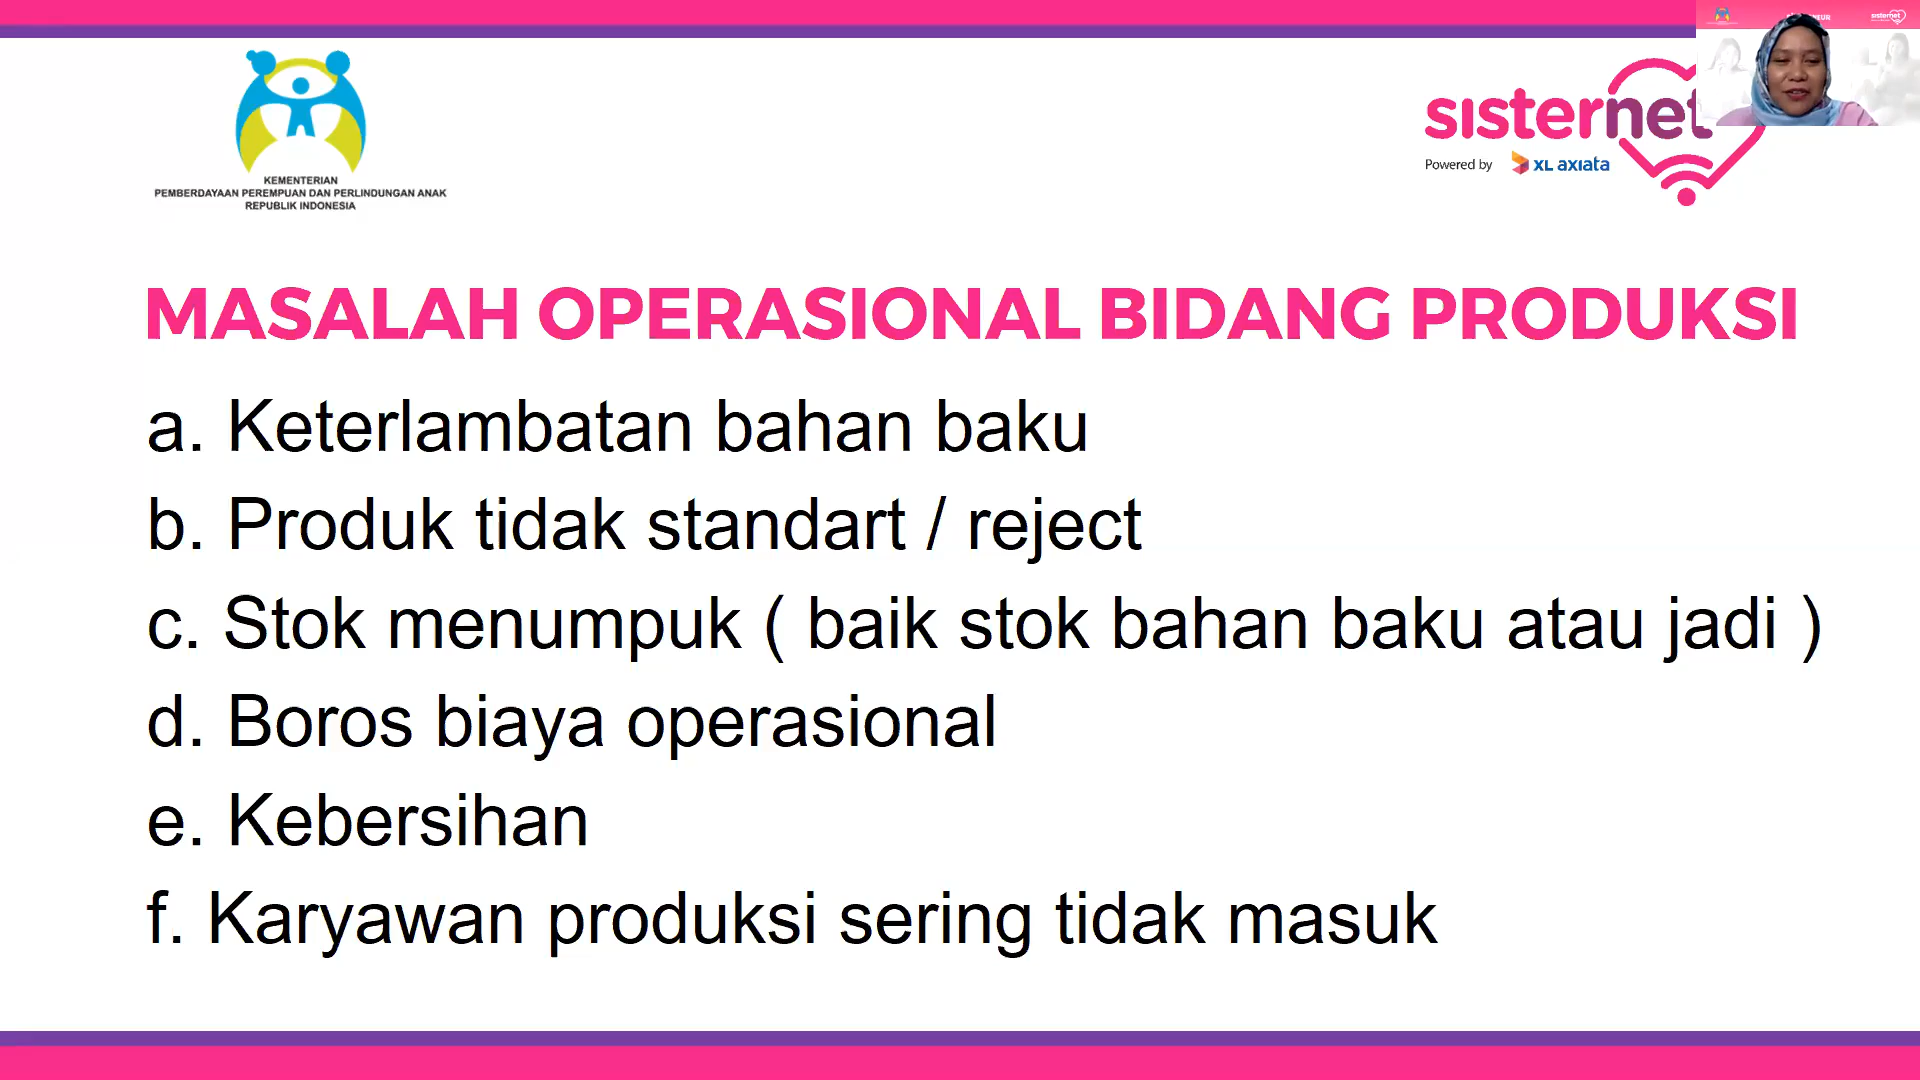 KEMENTERIAN
PEMBERDAYAAN PEREMPUAN DAN PERLINDUNGAN ANAK
REPUBLIK INDONESIA
sisternet
Powered by XL axiata
sisternet
MASALAH OPERASIONAL BIDANG PRODUKSI
a. Keterlambatan bahan baku
b. Produk tidak standart / reject
c. Stok menumpuk ( baik stok bahan baku atau jadi )
d. Boros biaya operasional
e. Kebersihan
f. Karyawan produksi sering tidak masuk